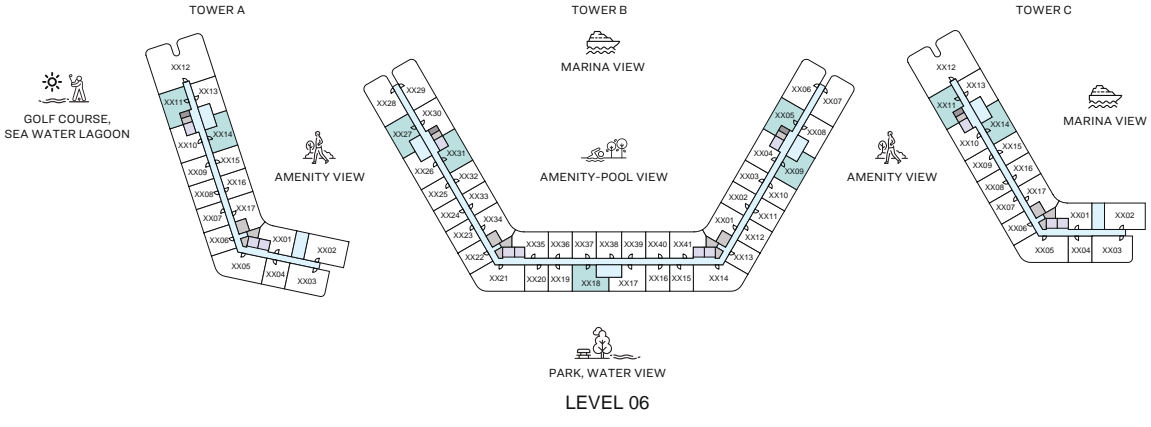 TOWER A
TOWER B
TOWER C
GOLF COURSE,
SEA WATER LAGOON
AMENITY VIEW
MARINA VIEW
AMENITY-POOL VIEW
AMENITY VIEW
MARINA VIEW
PARK, WATER VIEW
XX12
XX13
XX11
XX14
XX10
XX15
XX09
XX16
XX08
XX17
XX07
XX06
XX01
XX02
XX05
XX04
XX03
XX29
XX28
XX30
XX27
XX31
XX26
XX32
XX25
XX33
XX24
XX34
XX23
XX22
XX21
XX35
XX36
XX37
XX38
XX39
XX40
XX41
XX20
XX19
XX18
XX17
XX16
XX15
XX14
XX06
XX07
XX05
XX08
XX04
XX09
XX03
XX10
XX02
XX11
XX01
XX12
XX13
XX12
XX13
XX11
XX14
XX10
XX15
XX09
XX16
XX08
XX17
XX07
XX06
XX01
XX02
XX05
XX04
XX03
LEVEL 06